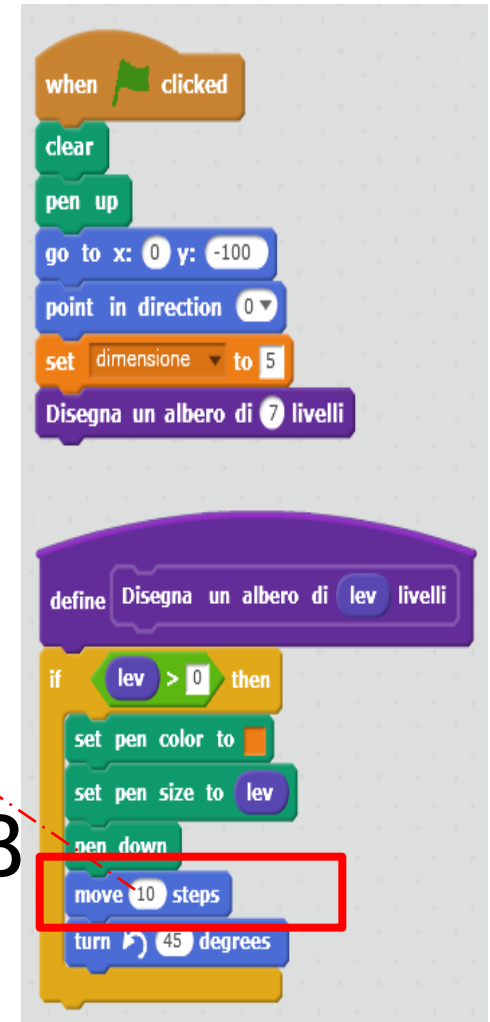 when clicked
clear
pen up
go to x: 0 y: -100
point in direction 0
set dimensione to 5
Disegna un albero di 7 livelli
define Disegna un albero di lev livelli
if lev > 0 then
set pen color to
set pen size to lev
pen down
3
move 10 steps
turn 45 degrees